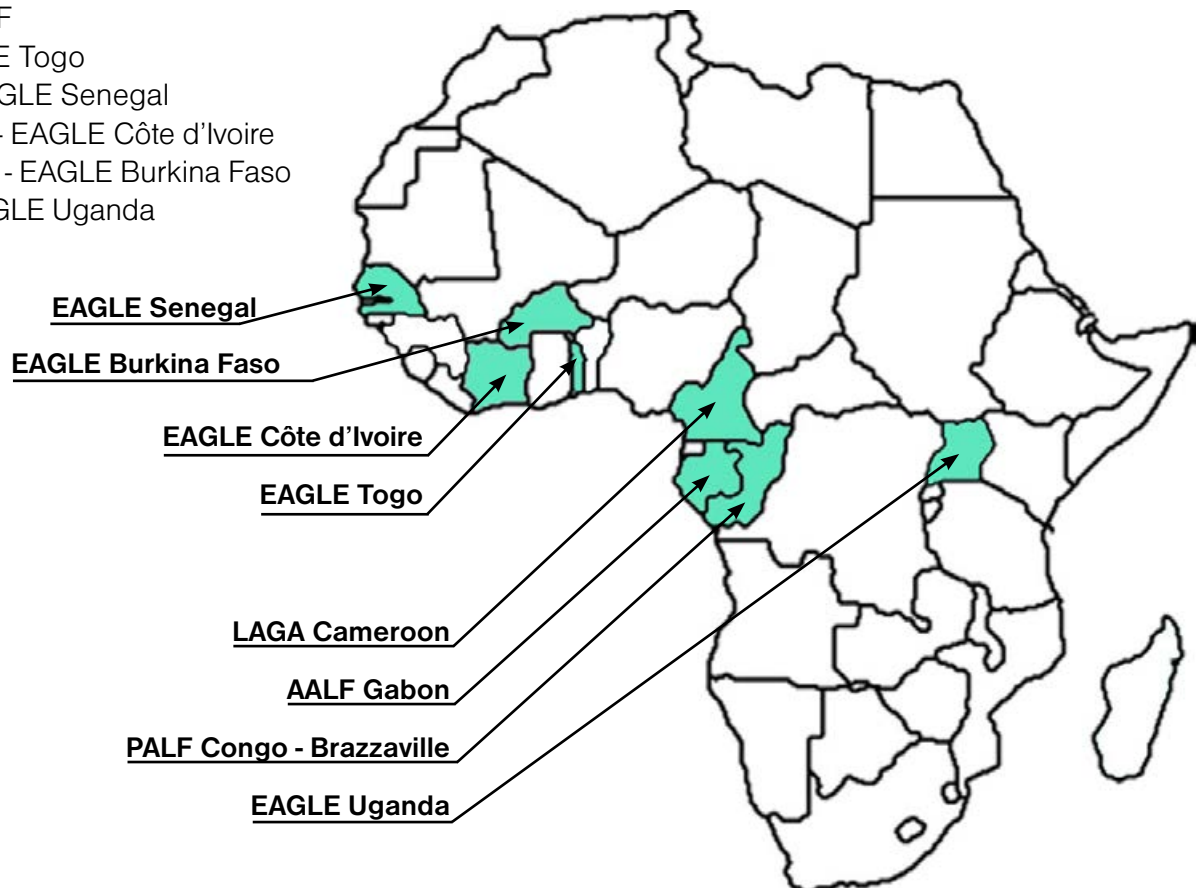 F
E Togo
GLE Senegal
- EAGLE Côte d'Ivoire
- EAGLE Burkina Faso
GLE Uganda
EAGLE Senegal
EAGLE Burkina Faso
EAGLE Côte d'Ivoire
EAGLE Togo
LAGA Cameroon
AALF Gabon
PALF Congo - Brazzaville
EAGLE Uganda